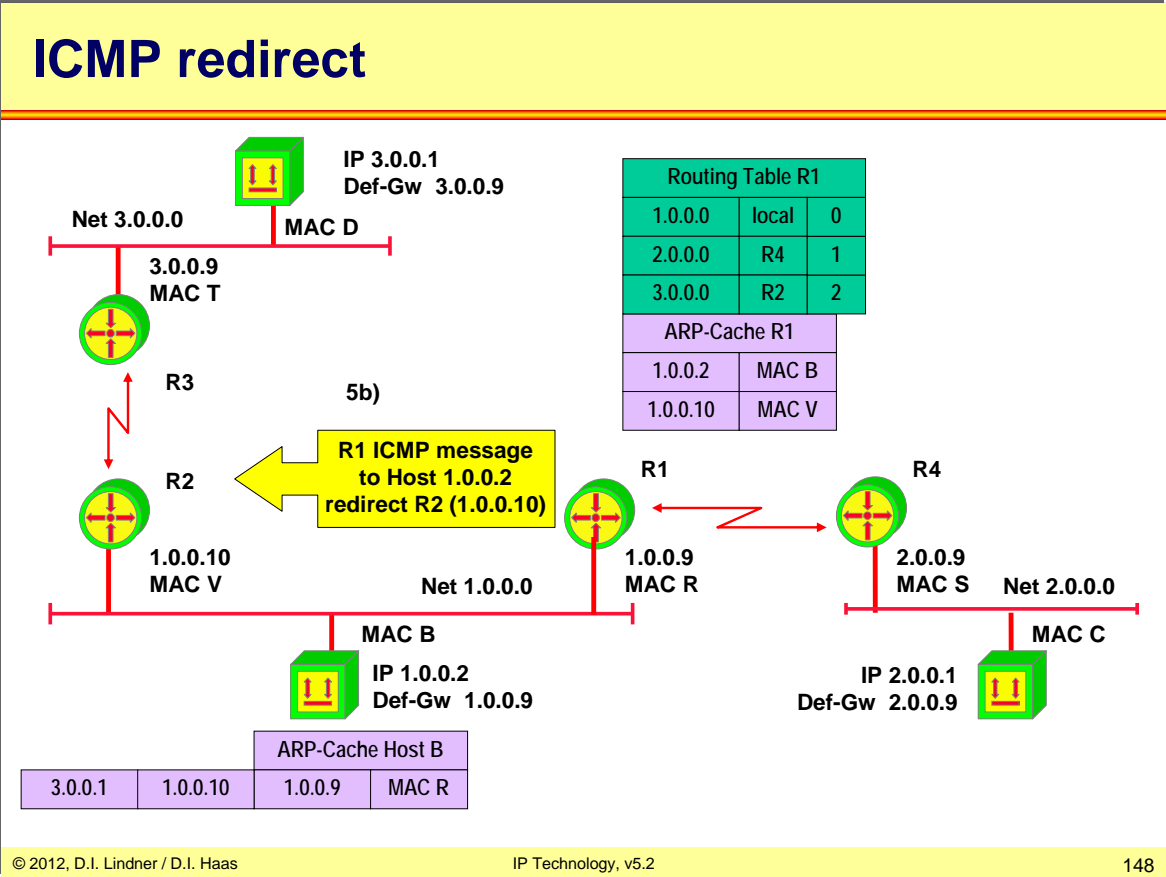 ICMP redirect
IP 3.0.0.1
Def-Gw 3.0.0.9
Net 3.0.0.0
MAC D
3.0.0.9
MAC T
R3
Routing Table R1
1.0.0.0 local 0
2.0.0.0 R4 1
3.0.0.0 R2 2
ARP-Cache R1
1.0.0.2 MAC B
1.0.0.10 MAC V
5b)
R1 ICMP message
to Host 1.0.0.2
redirect R2 (1.0.0.10)
R2
R1
R4
1.0.0.10
MAC V
Net 1.0.0.0
1.0.0.9
MAC R
2.0.0.9
MAC S
Net 2.0.0.0
MAC B
IP 1.0.0.2
Def-Gw 1.0.0.9
MAC C
IP 2.0.0.1
Def-Gw 2.0.0.9
ARP-Cache Host B
3.0.0.1 1.0.0.10 1.0.0.9 MAC R
© 2012, D.I. Lindner / D.I. Haas
IP Technology, v5.2
148